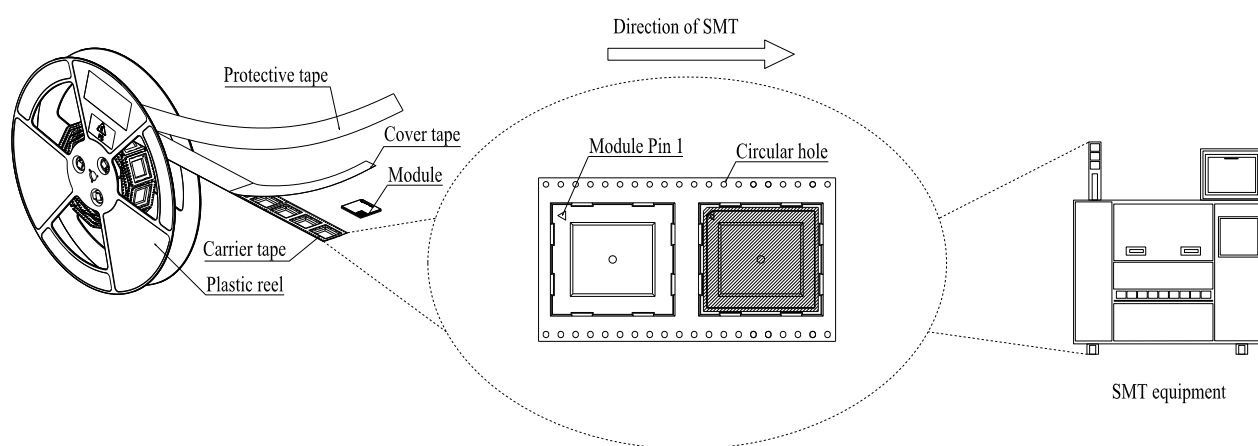 Direction of SMT
Protective tape
Cover tape
Module
Carrier tape
Plastic reel
Module Pin 1
Circular hole
SMT equipment